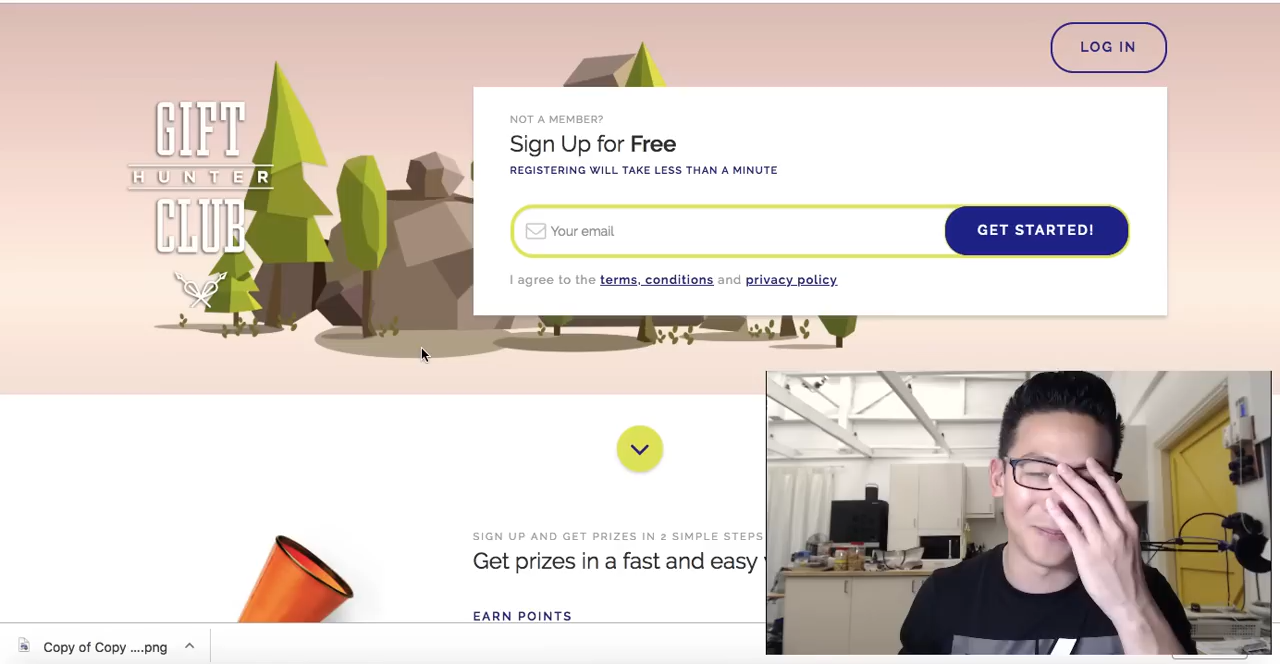 LOG IN
GIFT
HUNTER
CLUB
NOT A MEMBER?
Sign Up for Free
REGISTERING WILL TAKE LESS THAN A MINUTE
Your email
GET STARTED!
I agree to the terms, conditions and privacy policy
SIGN UP AND GET PRIZES IN 2 SIMPLE STEPS
Get prizes in a fast and easy
EARN POINTS
Copy of Copy ....png